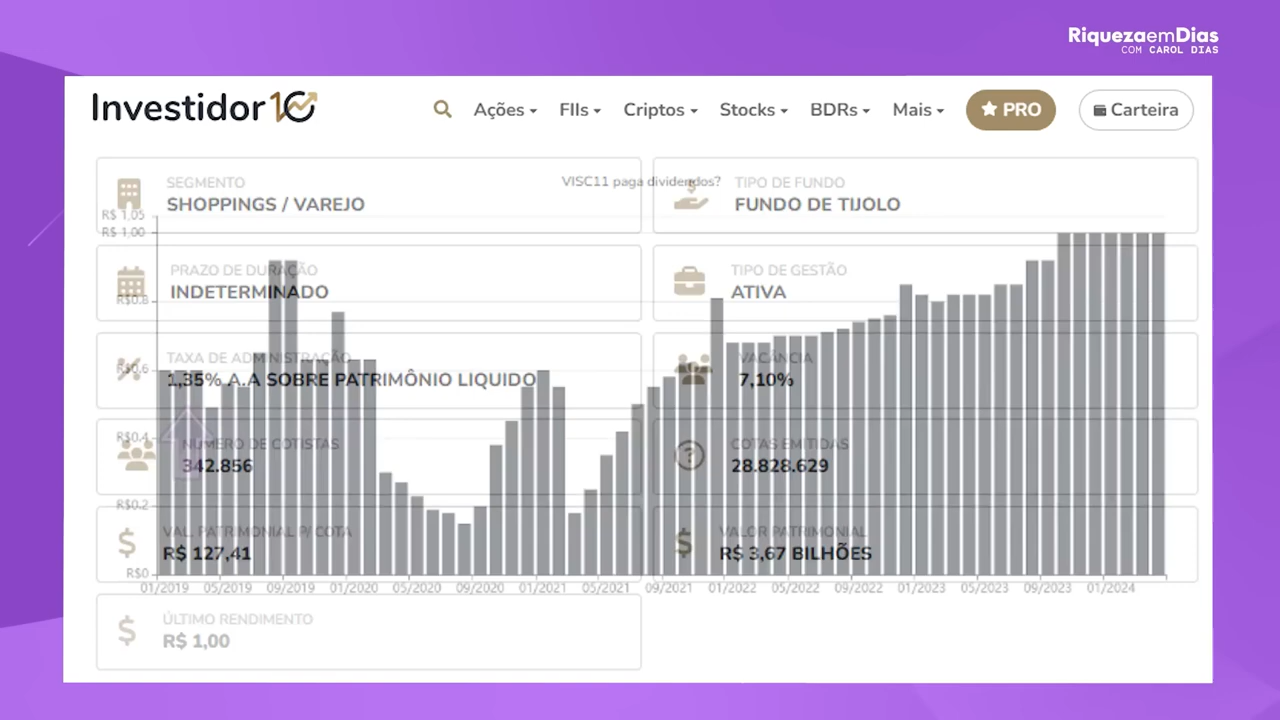 RiquezaemDias
COM CAROL DIAS
Investidor10
Ações
FIIs
Criptos
Stocks
BDRs
Mais
PRO
Carteira
VISC11 paga dividendos?
SEGMENTO
SHOPPINGS / VAREJO
TIPO DE FUNDO
FUNDO DE TIJOLO
R$ 1,05
R$ 1,00
PRAZO DE DURAÇÃO
INDETERMINADO
TIPO DE GESTÃO
ATIVA
R$0.8
TAXA DE ADMINISTRAÇÃO
1,35% A.A SOBRE PATRIMÔNIO LIQUIDO
VACÂNCIA
7,10%
R$0.6
R$0.4
NÚMERO DE COTISTAS
342.856
COTAS EMITIDAS
28.828.629
R$0.2
VAL. PATRIMONIAL P/ COTA
R$ 127,41
VALOR PATRIMONIAL
R$ 3,67 BILHÕES
R$0
01/2019 05/2019 09/2019 01/2020 05/2020 09/2020 01/2021 05/2021 09/2021 01/2022 05/2022 09/2022 01/2023 05/2023 09/2023 01/2024
ÚLTIMO RENDIMENTO
R$ 1,00